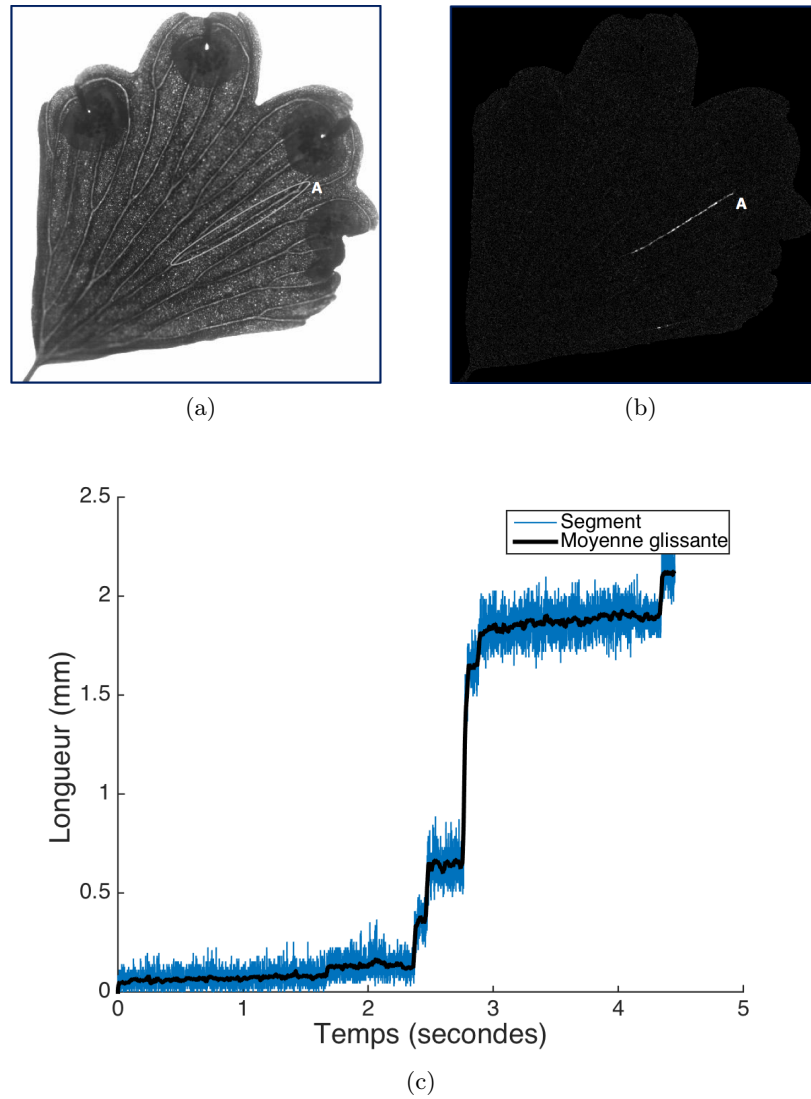 A
A
(a)
(b)
2.5
Segment
Moyenne glissante
2
1.5
1
0.5
0
Longueur (mm)
0
1
2
3
4
5
Temps (secondes)
(c)